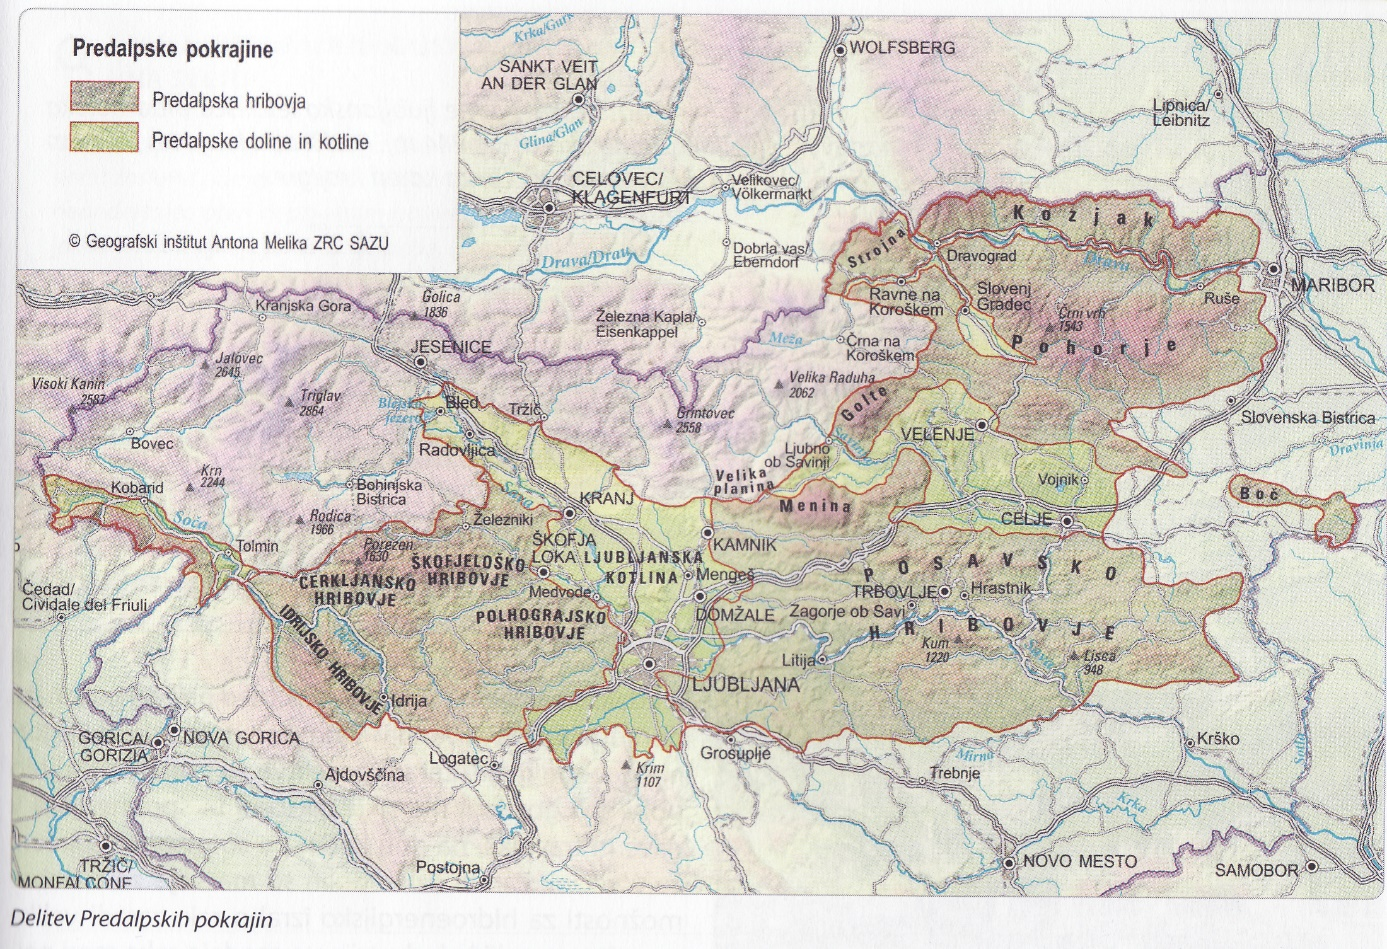 Predalpske pokrajine
Predalpska hribovja
Predalpske doline in kotline
© Geografski inštitut Antona Melika ZRC SAZU
Krka/Gurk
WOLFSBERG
SANKT VEIT
AN DER GLAN
Lipnica/
Leibnitz
Glina/Glan
CELOVEC/
KLAGENFURT
Velikovec/
Völkermarkt
Kozjak
Strojna
Dobrla vas/
Eberndorf
Drava/Drau
Dravograd
Drava
MARIBOR
Ruše
Ravne na
Koroškem
Slovenj
Gradec
Črni vrh
1543
Pohorje
Kranjska Gora
Golica
1836
Železna Kapla/
Eisenkappel
Meza
Črna na
Koroškem
JESENICE
Jalovec
2645
Visoki Kanin
2587
Triglav
2864
Velika Raduha
2062
Golte
Blejsko
jezero
Bled
Tržič
Grintovec
2558
Slovenska Bistrica
Dravinja
Bovec
Radovljica
Ljubno
ob Savinji
VELENJE
Krn
2244
Bohinjska
Bistrica
Velika
planina
Menina
Vojnik
Boč
Kobarid
Soča
Sava
KRANJ
Rodica
1966
Železniki
CELJE
Tolmin
Porezen
1630
ŠKOFJA
LOKA
KAMNIK
ŠKOFJELOŠKO
HRIBOVJE
LJUBLJANSKA
KOTLINA
CERKLJANSKO
HRIBOVJE
Mengeš
Medvode
DOMŽALE
POSAVSKO
HRIBOVJE
TRBOVLJE
Hrastnik
Zagorje ob Savi
Čedad/
Cividale del Friuli
POLHOGRAJSKO
HRIBOVJE
IDRIJSKO HRIBOVJE
Kum
1220
Sava
Lisca
948
Litija
LJUBLJANA
Idrija
GORICA/
GORIZIA
NOVA GORICA
Logatec
Grosuplje
Mirna
Krško
Krim
1107
Ajdovščina
Trebnje
Krka
Sotla
TRŽIČ/
MONFALCONE
Postojna
NOVO MESTO
SAMOBOR
Delitev Predalpskih pokrajin